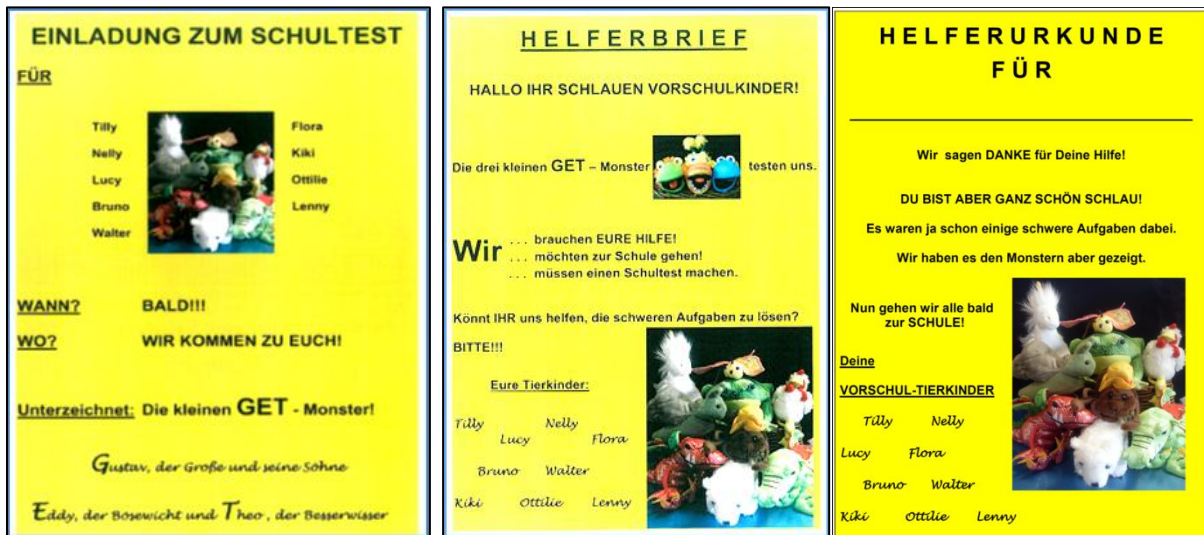 EINLADUNG ZUM SCHULTEST
FÜR
Tilly Flora
Nelly Kiki
Lucy Ottilie
Bruno Lenny
Walter
WANN? BALD!!!
WO? WIR KOMMEN ZU EUCH!
Unterzeichnet: Die kleinen GET - Monster!
Gustav, der Große und seine Söhne
Eddy, der Bösewicht und Theo, der Besserwisser
HELFERBRIEF
HALLO IHR SCHLAUEN VORSCHULKINDER!
Die drei kleinen GET – Monster testen uns.
Wir . . . brauchen EURE HILFE!
. . . möchten zur Schule gehen!
. . . müssen einen Schultest machen.
Könnt IHR uns helfen, die schweren Aufgaben zu lösen?
BITTE!!!
Eure Tierkinder:
Tilly Nelly
Lucy Flora
Bruno Walter
Kiki Ottilie Lenny
HELFERURKUNDE
FÜR
Wir sagen DANKE für Deine Hilfe!
DU BIST ABER GANZ SCHÖN SCHLAU!
Es waren ja schon einige schwere Aufgaben dabei.
Wir haben es den Monstern aber gezeigt.
Nun gehen wir alle bald
zur SCHULE!
Deine
VORSCHUL-TIERKINDER
Tilly Nelly
Lucy Flora
Bruno Walter
Kiki Ottilie Lenny